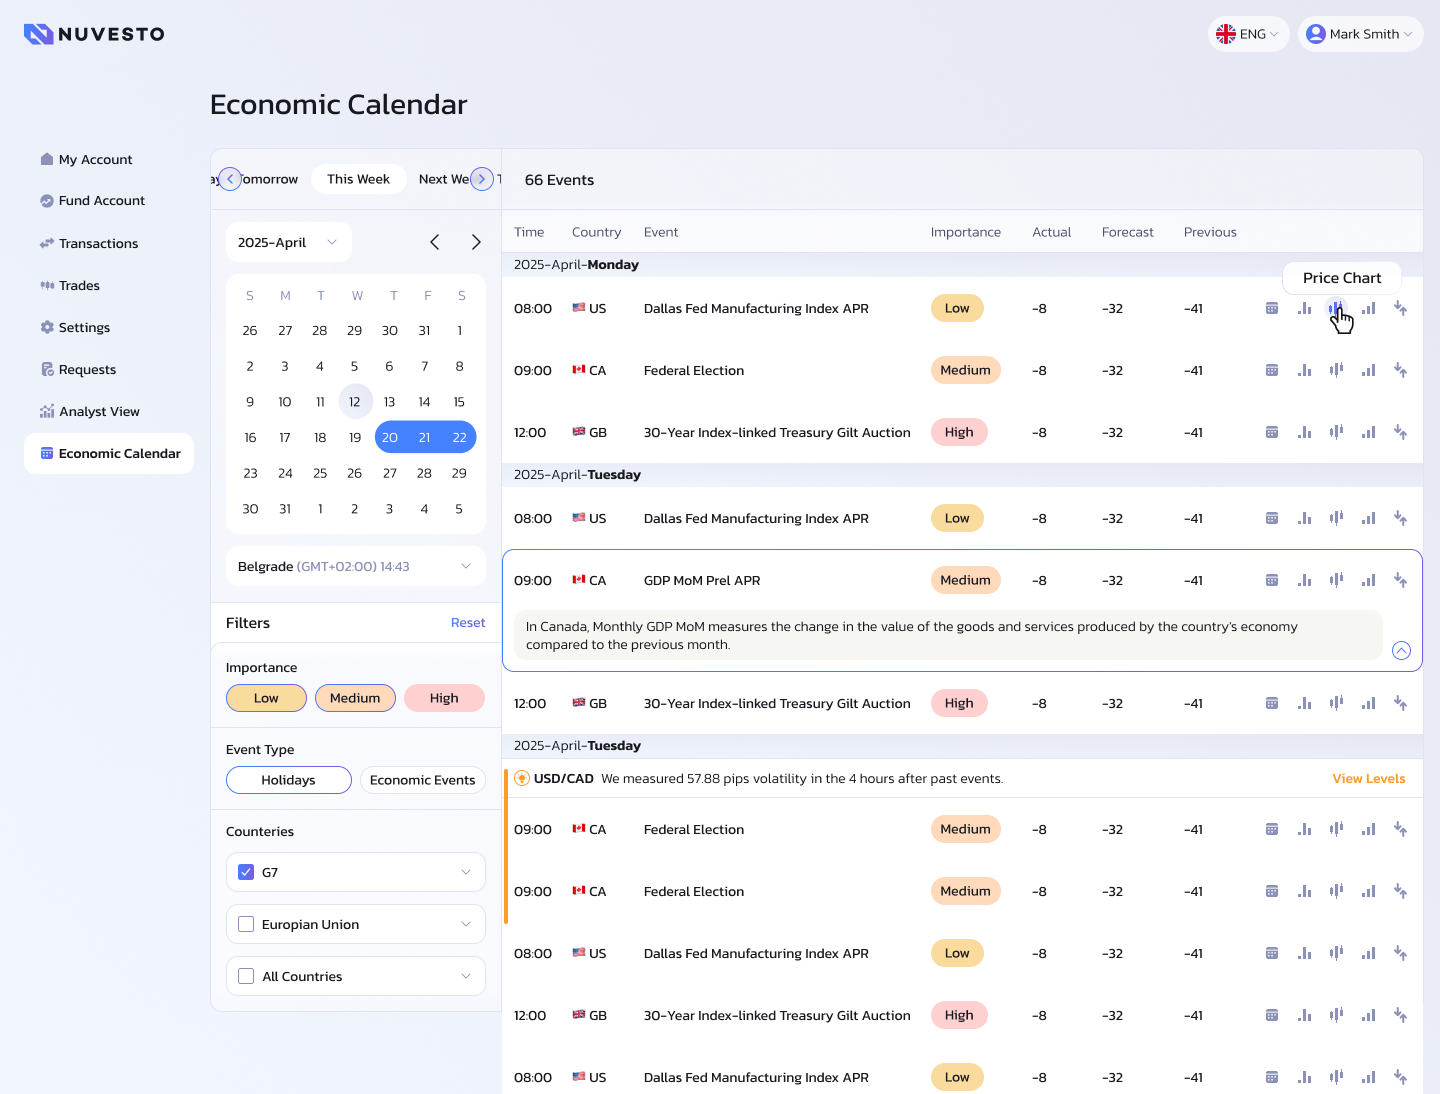 NUVESTO
ENG
Mark Smith
Economic Calendar
My Account
Fund Account
Transactions
Trades
Settings
Requests
Analyst View
Economic Calendar
ay Tomorrow This Week Next We T
2025-April
S M T W T F S
26 27 28 29 30 31 1
2 3 4 5 6 7 8
9 10 11 12 13 14 15
16 17 18 19 20 21 22
23 24 25 26 27 28 29
30 31 1 2 3 4 5
Belgrade (GMT+02:00) 14:43
Filters Reset
Importance
Low Medium High
Event Type
Holidays Economic Events
Counteries
G7
Europian Union
All Countries
66 Events
Time Country Event Importance Actual Forecast Previous
2025-April-Monday
Price Chart
08:00 US Dallas Fed Manufacturing Index APR Low -8 -32 -41
09:00 CA Federal Election Medium -8 -32 -41
12:00 GB 30-Year Index-linked Treasury Gilt Auction High -8 -32 -41
2025-April-Tuesday
08:00 US Dallas Fed Manufacturing Index APR Low -8 -32 -41
09:00 CA GDP MoM Prel APR Medium -8 -32 -41
In Canada, Monthly GDP MoM measures the change in the value of the goods and services produced by the country's economy
compared to the previous month.
12:00 GB 30-Year Index-linked Treasury Gilt Auction High -8 -32 -41
2025-April-Tuesday
USD/CAD We measured 57.88 pips volatility in the 4 hours after past events. View Levels
09:00 CA Federal Election Medium -8 -32 -41
09:00 CA Federal Election Medium -8 -32 -41
08:00 US Dallas Fed Manufacturing Index APR Low -8 -32 -41
12:00 GB 30-Year Index-linked Treasury Gilt Auction High -8 -32 -41
08:00 US Dallas Fed Manufacturing Index APR Low -8 -32 -41